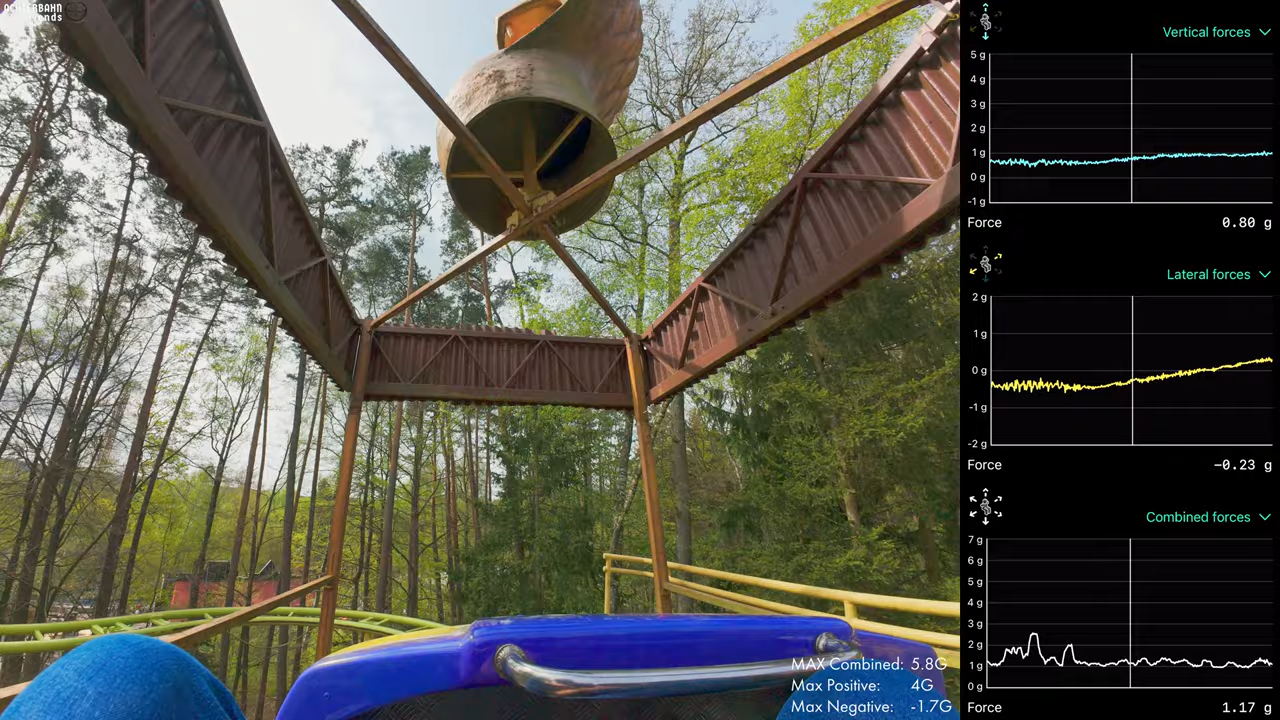 ACHTERBAHN
Vertical forces
5 g
4 g
3 g
2 g
1 g
0 g
-1 g
Force 0.80 g
Lateral forces
2 g
1 g
0 g
-1 g
-2 g
Force -0.23 g
Combined forces
7 g
6 g
5 g
4 g
3 g
2 g
1 g
0 g
Force 1.17 g
MAX Combined: 5.8G
Max Positive: 4G
Max Negative: -1.7G